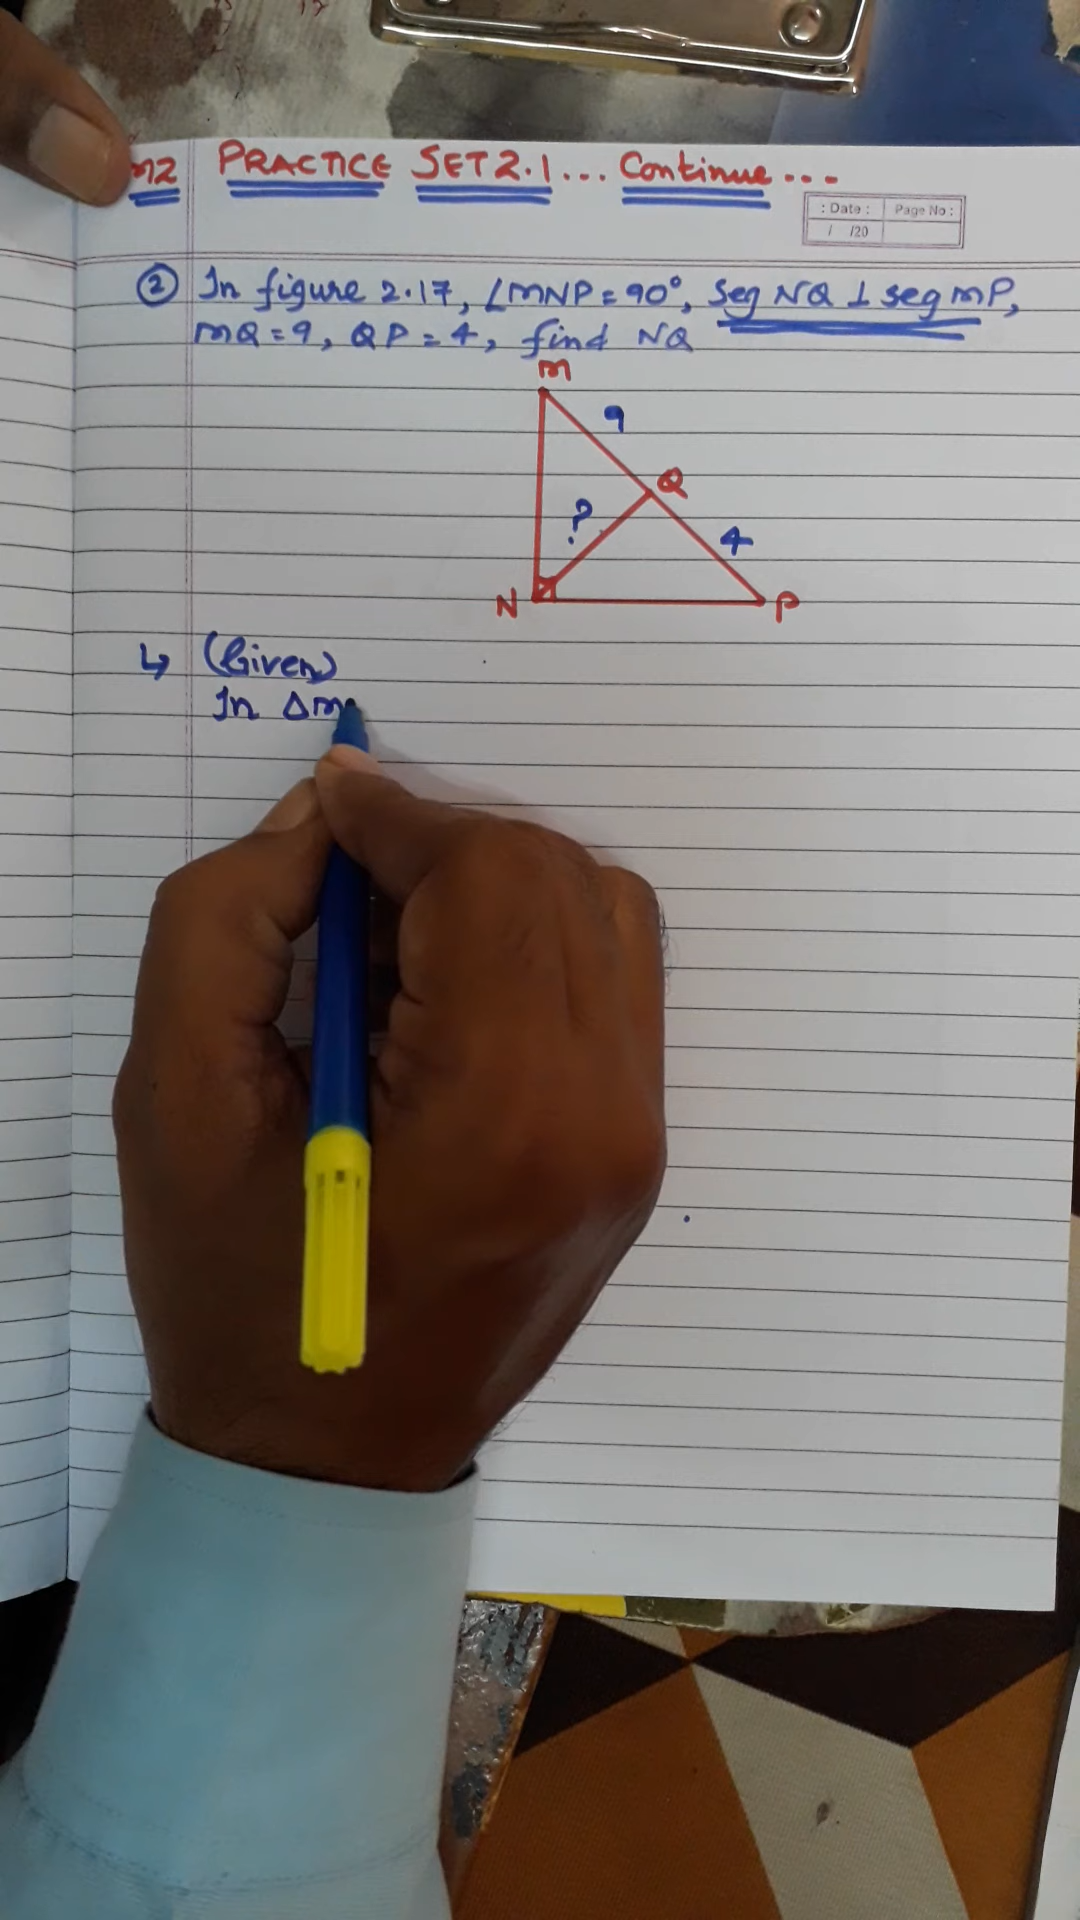 M2 PRACTICE SET 2.1 ... Continue ...
: Date : Page No :
/ /20
② In figure 2.17, ∠MNP = 90°, Seg NQ ⊥ seg MP,
MQ = 9, QP = 4, find NQ
M
9
Q
?
4
N
P
↳ (Given)
In Δm